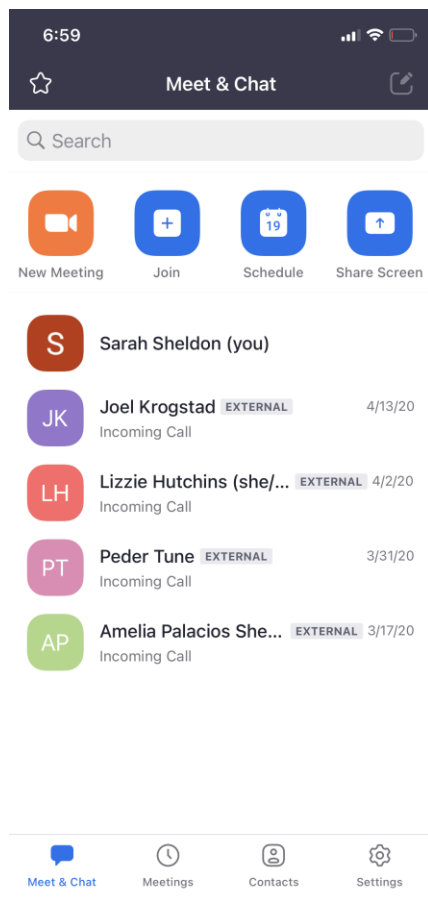 6:59
Meet & Chat
Search
19
New Meeting Join Schedule Share Screen
S
Sarah Sheldon (you)
JK
Joel Krogstad EXTERNAL 4/13/20
Incoming Call
LH
Lizzie Hutchins (she/... EXTERNAL 4/2/20
Incoming Call
PT
Peder Tune EXTERNAL 3/31/20
Incoming Call
AP
Amelia Palacios She... EXTERNAL 3/17/20
Incoming Call
Meet & Chat Meetings Contacts Settings